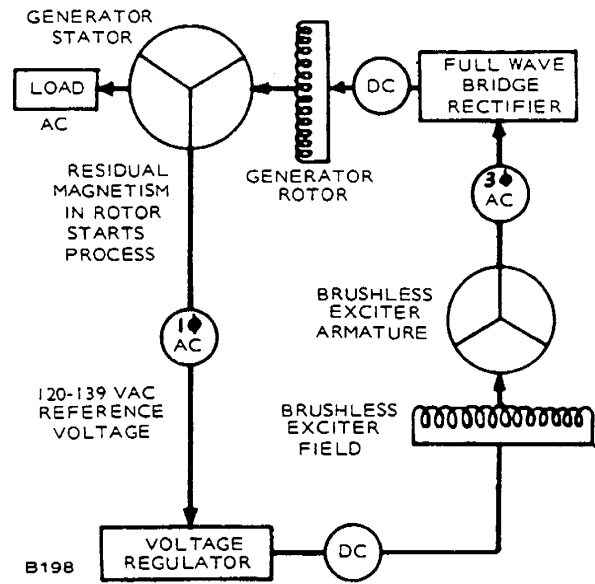 GENERATOR
STATOR
LOAD
AC
RESIDUAL
MAGNETISM
IN ROTOR
STARTS
PROCESS
GENERATOR
ROTOR
DC
FULL WAVE
BRIDGE
RECTIFIER
3ϕ
AC
BRUSHLESS
EXCITER
ARMATURE
1ϕ
AC
120-139 VAC
REFERENCE
VOLTAGE
BRUSHLESS
EXCITER
FIELD
VOLTAGE
REGULATOR
DC
B198